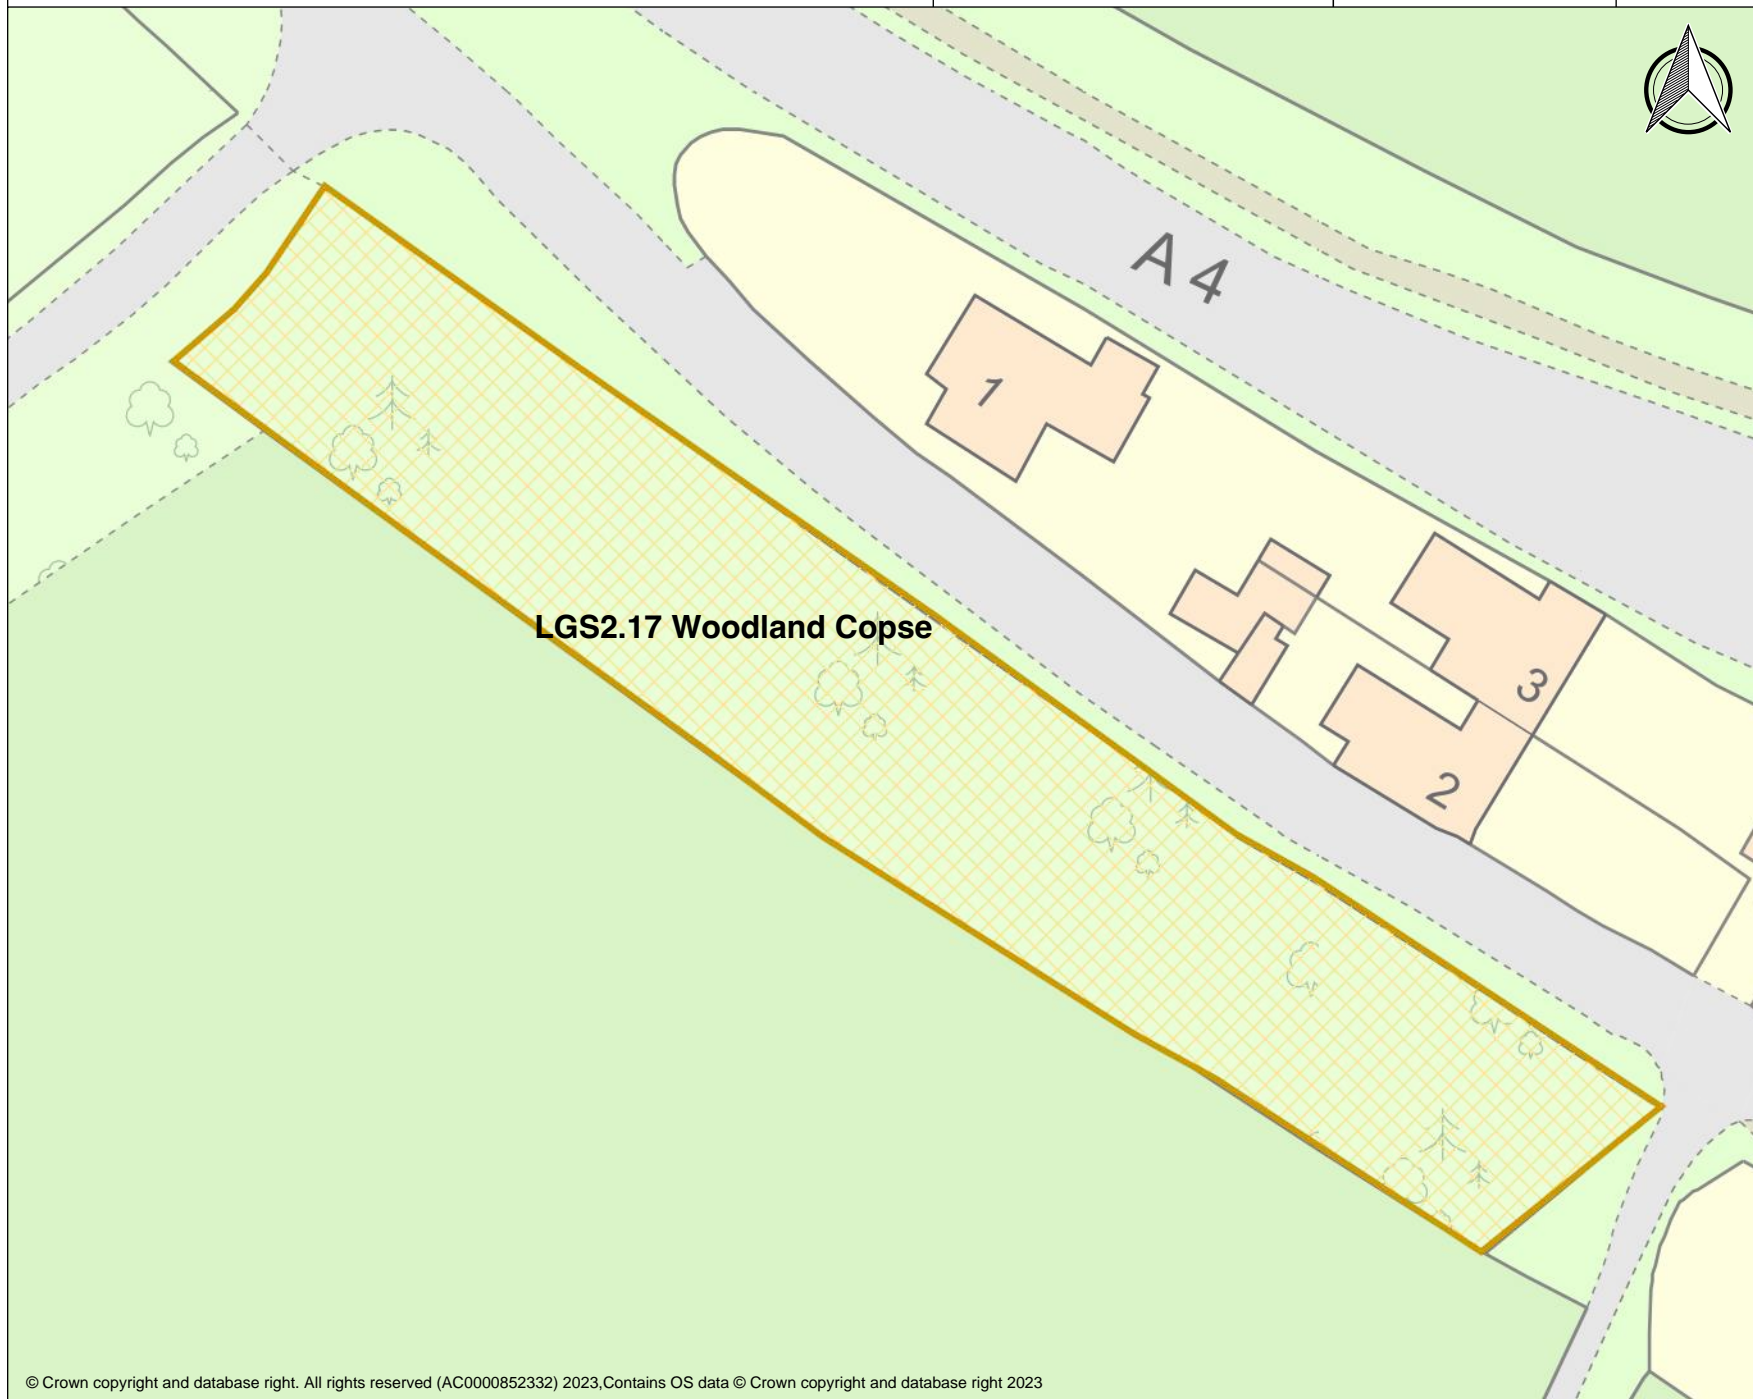 A 4
1
LGS2.17 Woodland Copse
3
2
© Crown copyright and database right. All rights reserved (AC0000852332) 2023,Contains OS data © Crown copyright and database right 2023